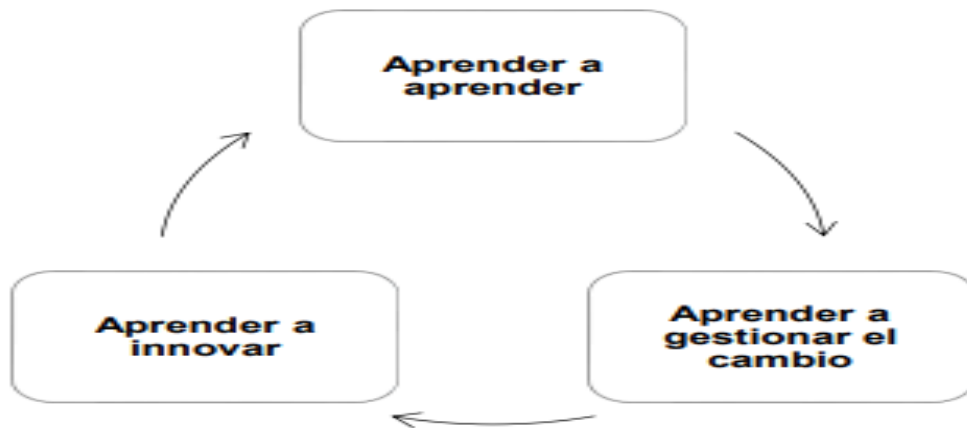 Aprender a
aprender
Aprender a
innovar
Aprender a
gestionar el
cambio